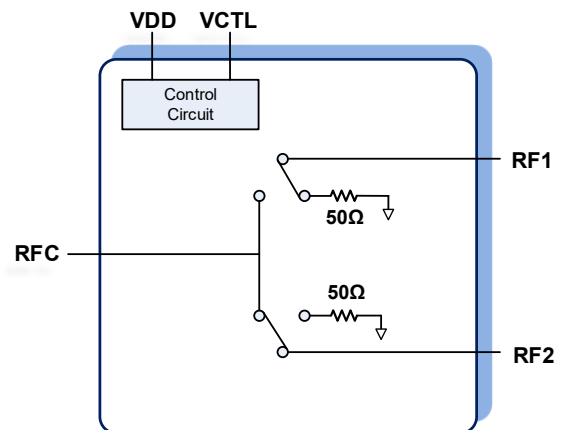 VDD VCTL
Control
Circuit
RF1
50Ω
RFC
50Ω
RF2